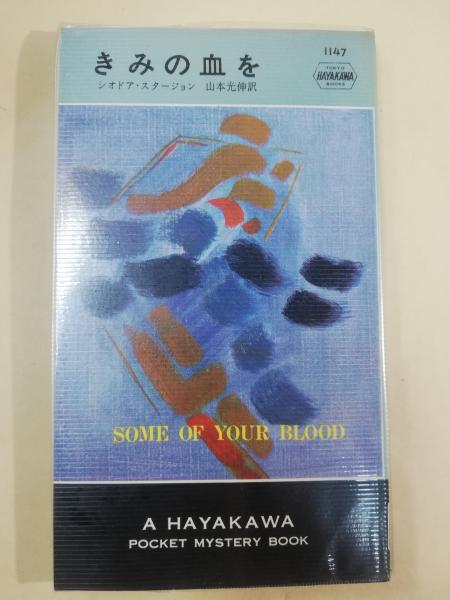 きみの血を
シオドア・スタージョン 山本光伸訳
1147
TOKYO
HAYAKAWA
BOOKS
SOME OF YOUR BLOOD
A HAYAKAWA
POCKET MYSTERY BOOK